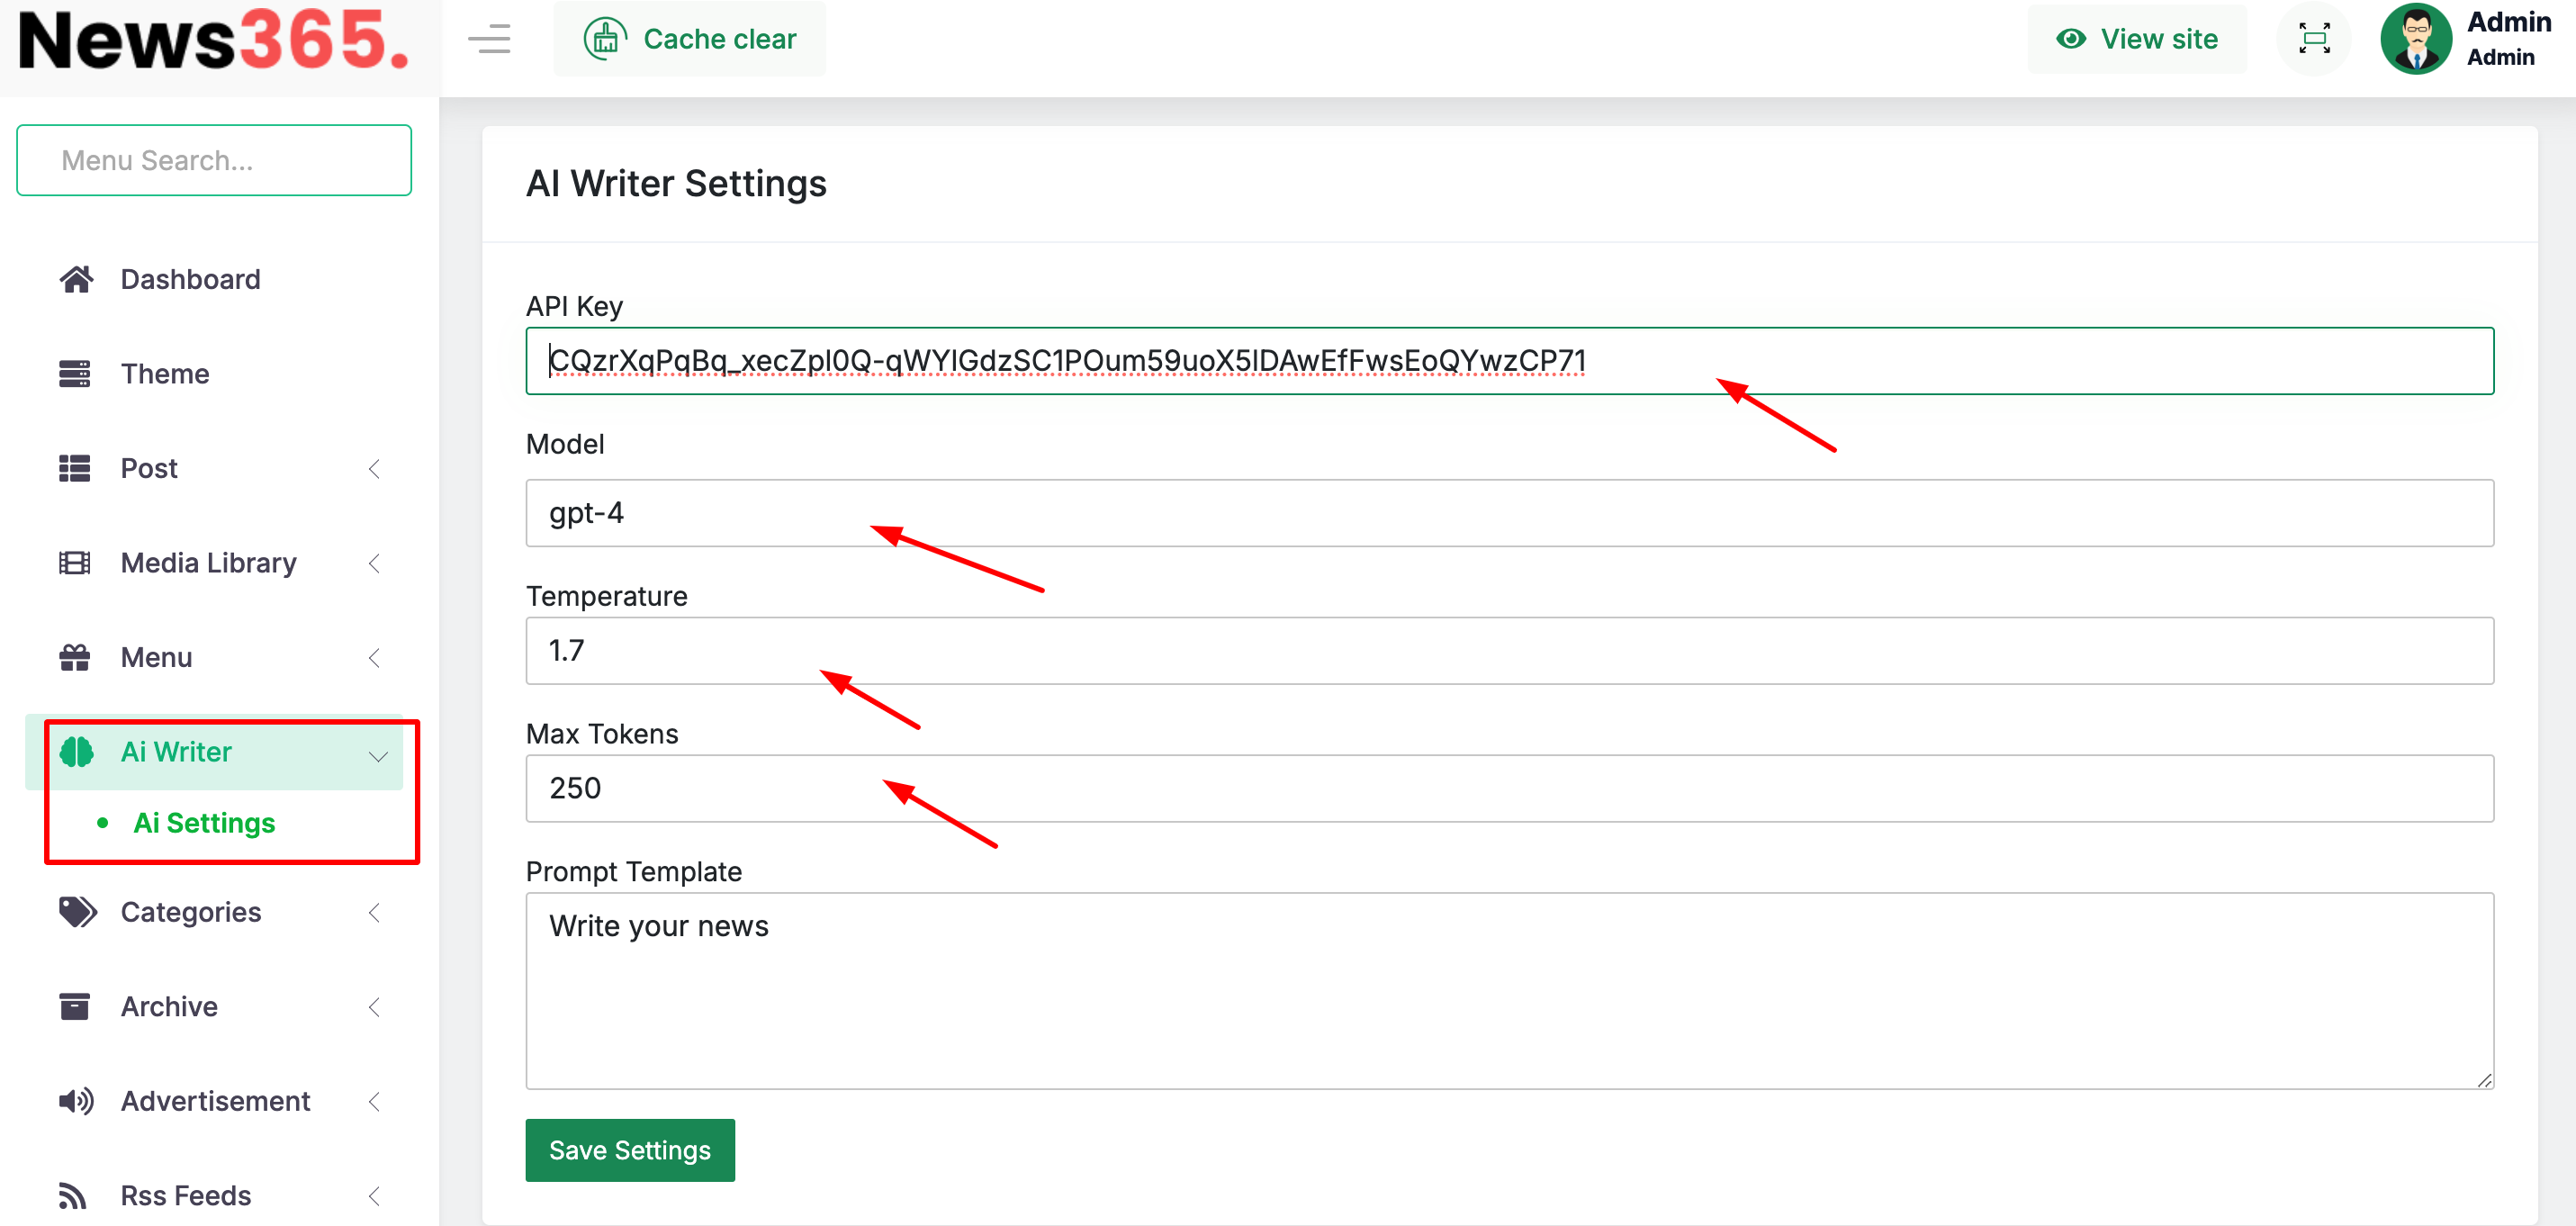 News365.
Cache clear
View site
Admin
Admin
Menu Search...
Dashboard
Theme
Post
Media Library
Menu
Ai Writer
Ai Settings
Categories
Archive
Advertisement
Rss Feeds
AI Writer Settings
API Key
CQzrXqPqBq_xecZpI0Q-qWYIGdzSC1POum59uoX5IDAwEfFwsEoQYwzCP71
Model
gpt-4
Temperature
1.7
Max Tokens
250
Prompt Template
Write your news
Save Settings